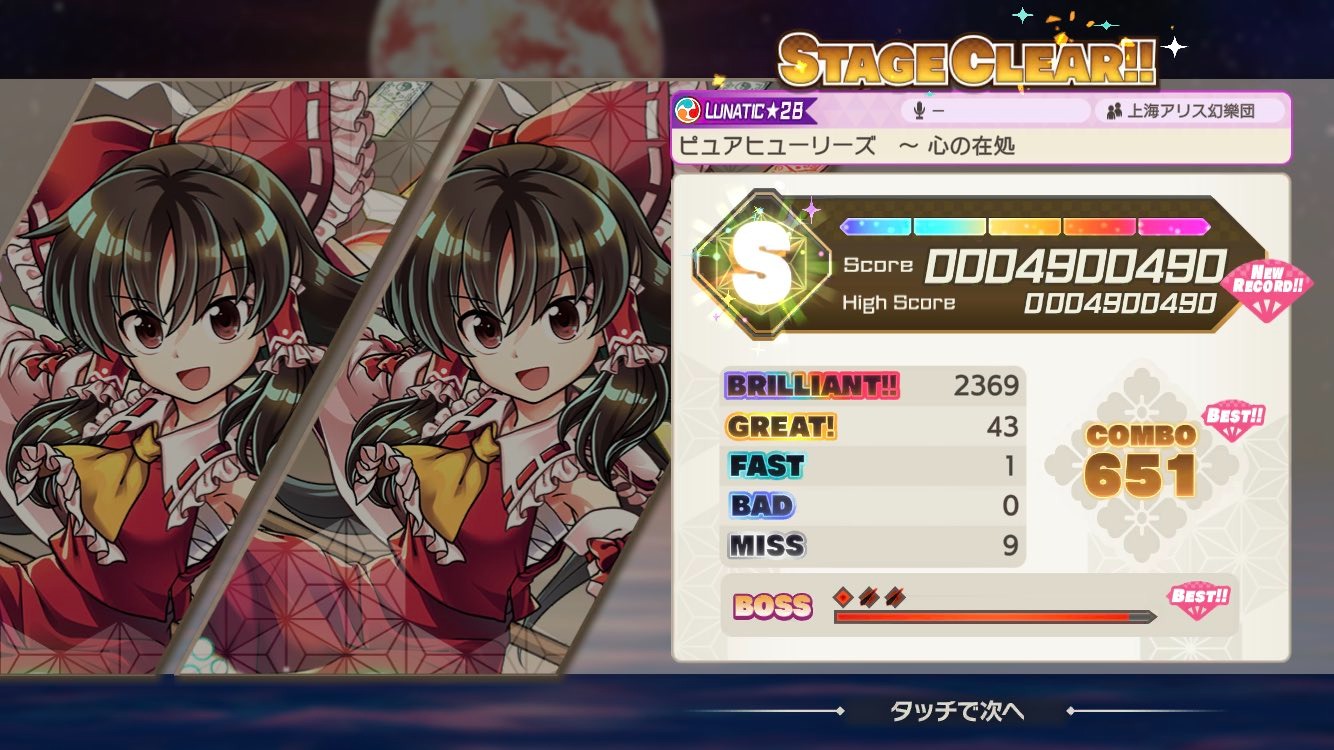 STAGE CLEAR!!
LUNATIC★28 – 上海アリス幻樂団
ピュアヒューリーズ ~ 心の在処
S
Score 0004900490
High Score 0004900490
NEW RECORD!!
BRILLIANT!! 2369
GREAT! 43
FAST 1
BAD 0
MISS 9
BEST!!
COMBO
651
BOSS
BEST!!
タッチで次へ